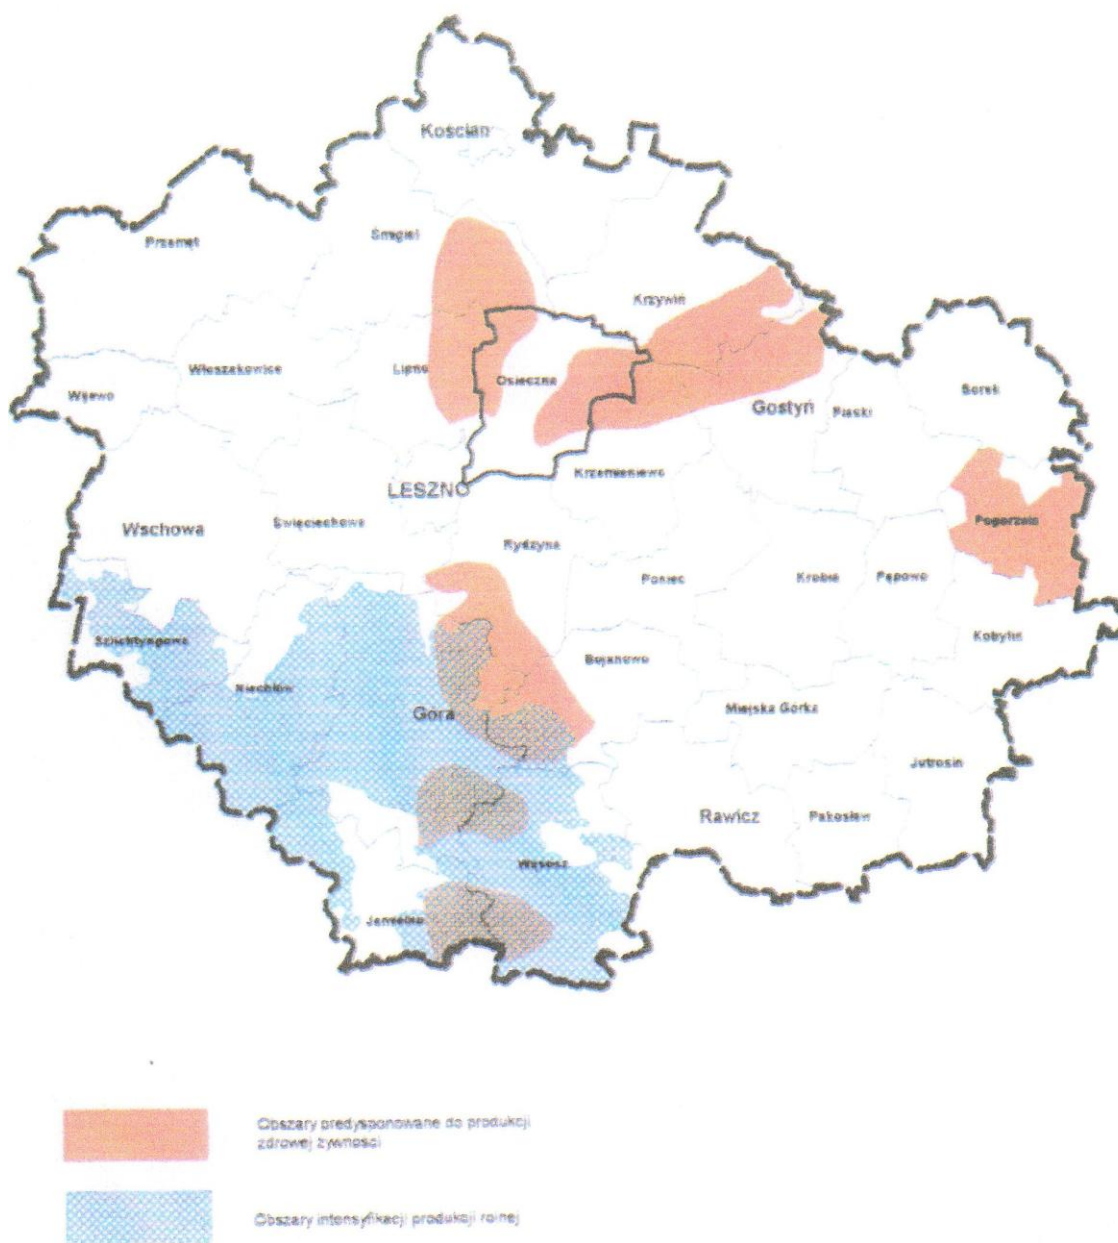 Kościan
Śmigiel
Przemęt
Krzywiń
Włoszakowice
Lipno
Osieczna
Wijewo
Gostyń
Piaski
Borek
Krzemieniewo
LESZNO
Wschowa
Święciechowa
Pogorzela
Rydzyna
Poniec
Krobia
Pępowo
Szlichtyngowa
Kobylin
Bojanowo
Niechlów
Góra
Miejska Górka
Jutrosin
Rawicz
Pakosław
Wąsosz
Jemielno
Obszary predysponowane do produkcji
zdrowej żywności
Obszary intensyfikacji produkcji rolnej